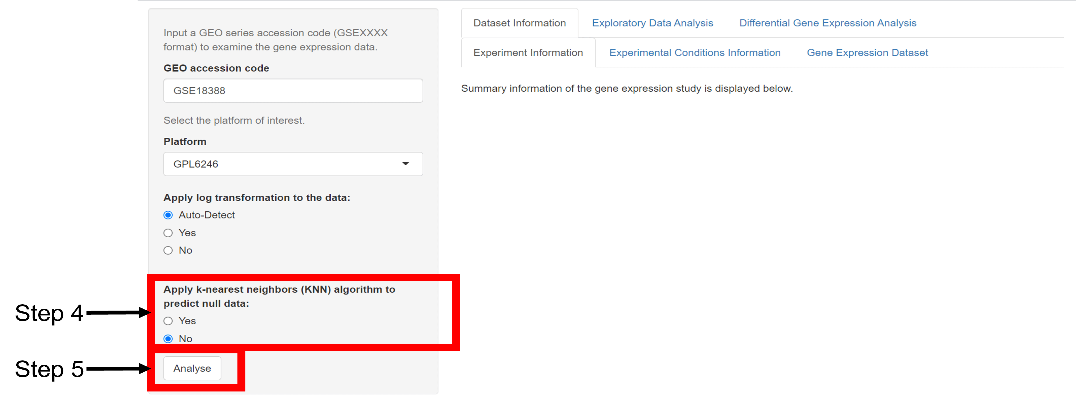 Input a GEO series accession code (GSEXXXX
format) to examine the gene expression data.
GEO accession code
GSE18388
Select the platform of interest.
Platform
GPL6246
Apply log transformation to the data:
Auto-Detect
Yes
No
Step 4
Apply k-nearest neighbors (KNN) algorithm to
predict null data:
Yes
No
Step 5
Analyse
Dataset Information Exploratory Data Analysis Differential Gene Expression Analysis
Experiment Information Experimental Conditions Information Gene Expression Dataset
Summary information of the gene expression study is displayed below.